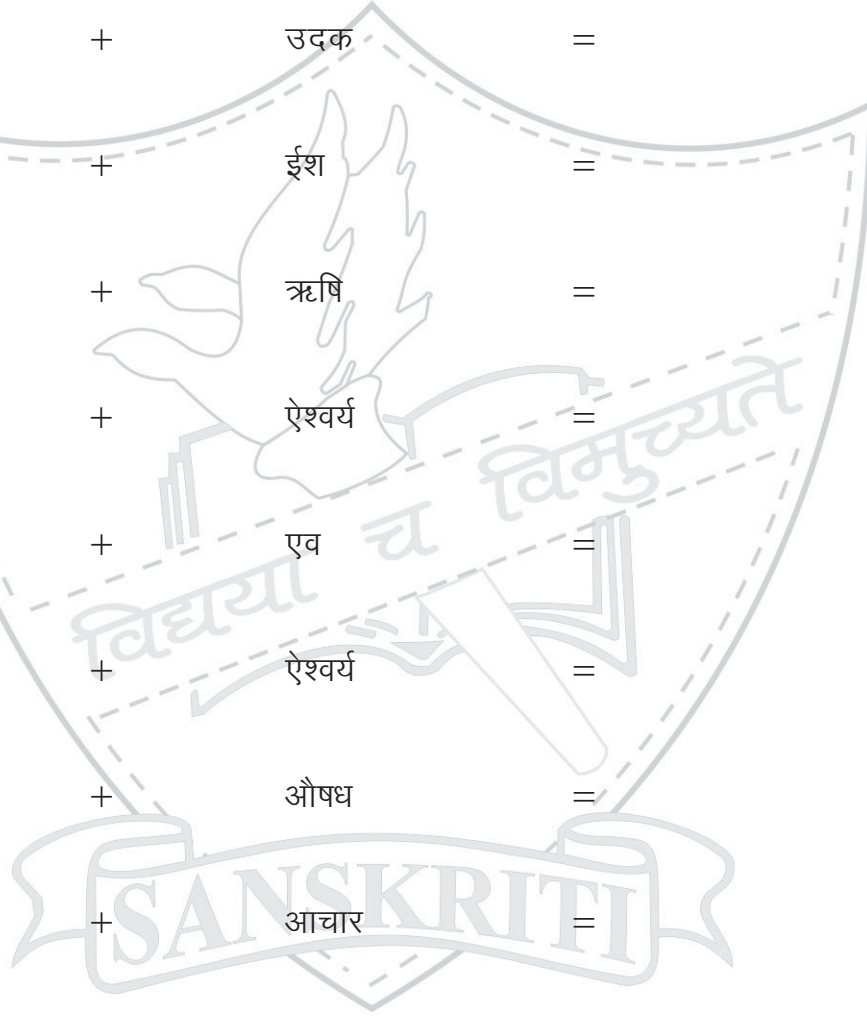 + उदक =
+ ईश =
+ ऋषि =
+ ऐश्वर्य =
+ एव =
+ ऐश्वर्य =
+ औषध =
+ आचार =
विद्यया च विमुच्यते
SANSKRITI